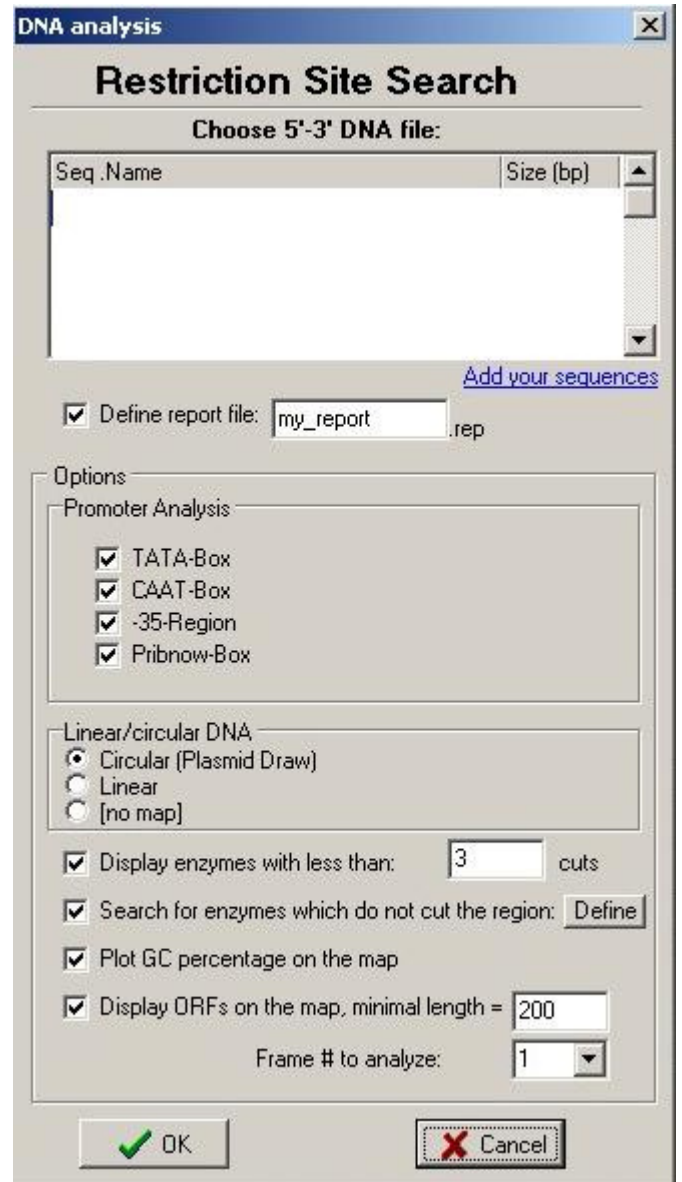 DNA analysis
Restriction Site Search
Choose 5'-3' DNA file:
Seq .Name Size (bp)
Add your sequences
Define report file: my_report .rep
Options
Promoter Analysis
TATA-Box
CAAT-Box
-35-Region
Pribnow-Box
Linear/circular DNA
Circular (Plasmid Draw)
Linear
[no map]
Display enzymes with less than: 3 cuts
Search for enzymes which do not cut the region: Define
Plot GC percentage on the map
Display ORFs on the map, minimal length = 200
Frame # to analyze: 1
OK Cancel